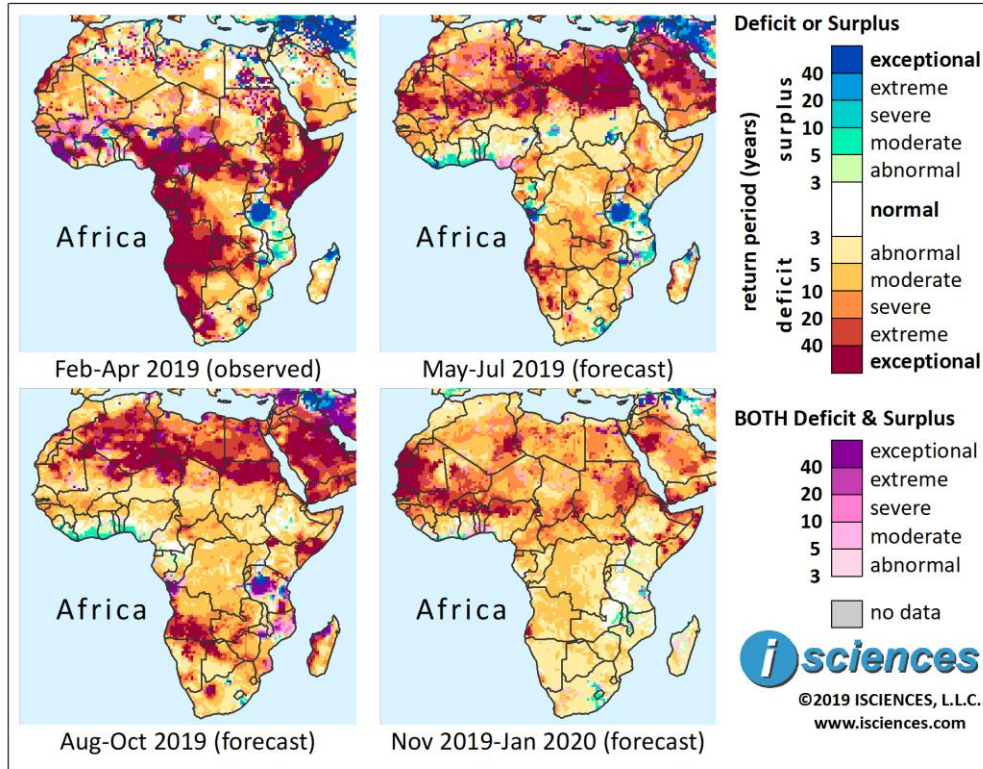 Africa
Feb-Apr 2019 (observed)
Africa
May-Jul 2019 (forecast)
Africa
Aug-Oct 2019 (forecast)
Africa
Nov 2019-Jan 2020 (forecast)
Deficit or Surplus
return period (years)
surplus
deficit
exceptional
40
extreme
20
severe
10
moderate
5
abnormal
3
normal
3
abnormal
5
moderate
10
severe
20
extreme
40
exceptional
BOTH Deficit & Surplus
exceptional
40
extreme
20
severe
10
moderate
5
abnormal
3
no data
i sciences
©2019 ISCIENCES, L.L.C.
www.isciences.com